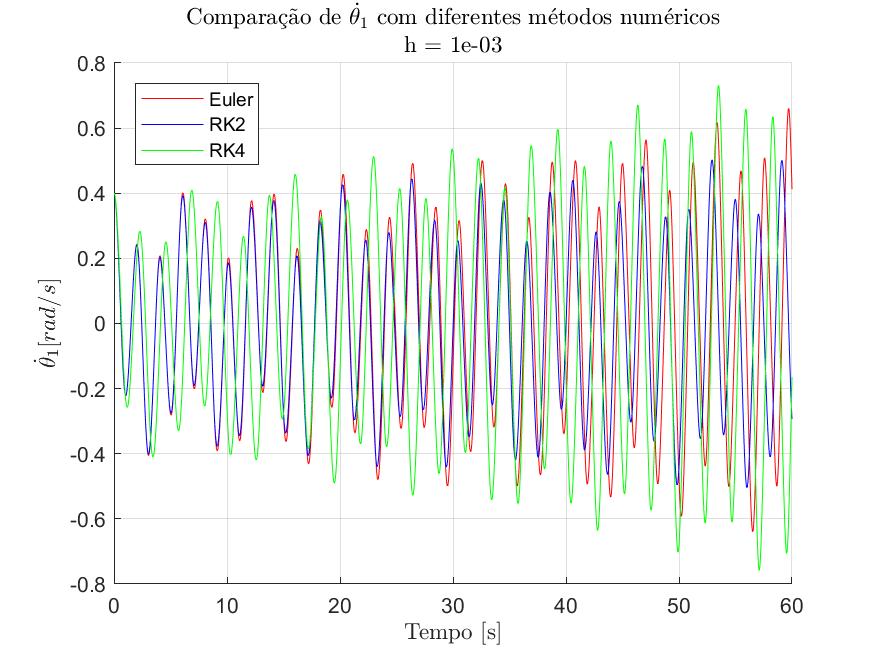 Comparação de θ̇₁ com diferentes métodos numéricos
h = 1e-03
0.8
0.6
0.4
0.2
0
-0.2
-0.4
-0.6
-0.8
Euler
RK2
RK4
θ̇₁[rad/s]
0 10 20 30 40 50 60
Tempo [s]